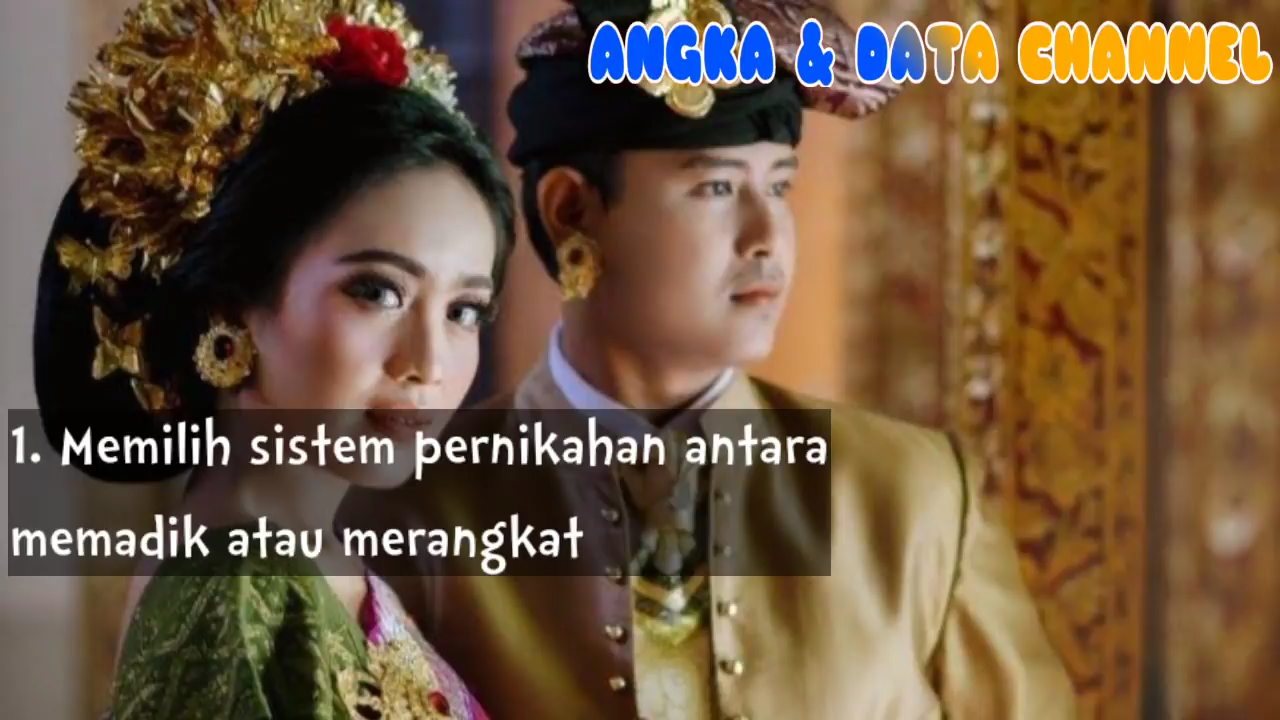 ANGKA & DATA CHANNEL
1. Memilih sistem pernikahan antara
memadik atau merangkat